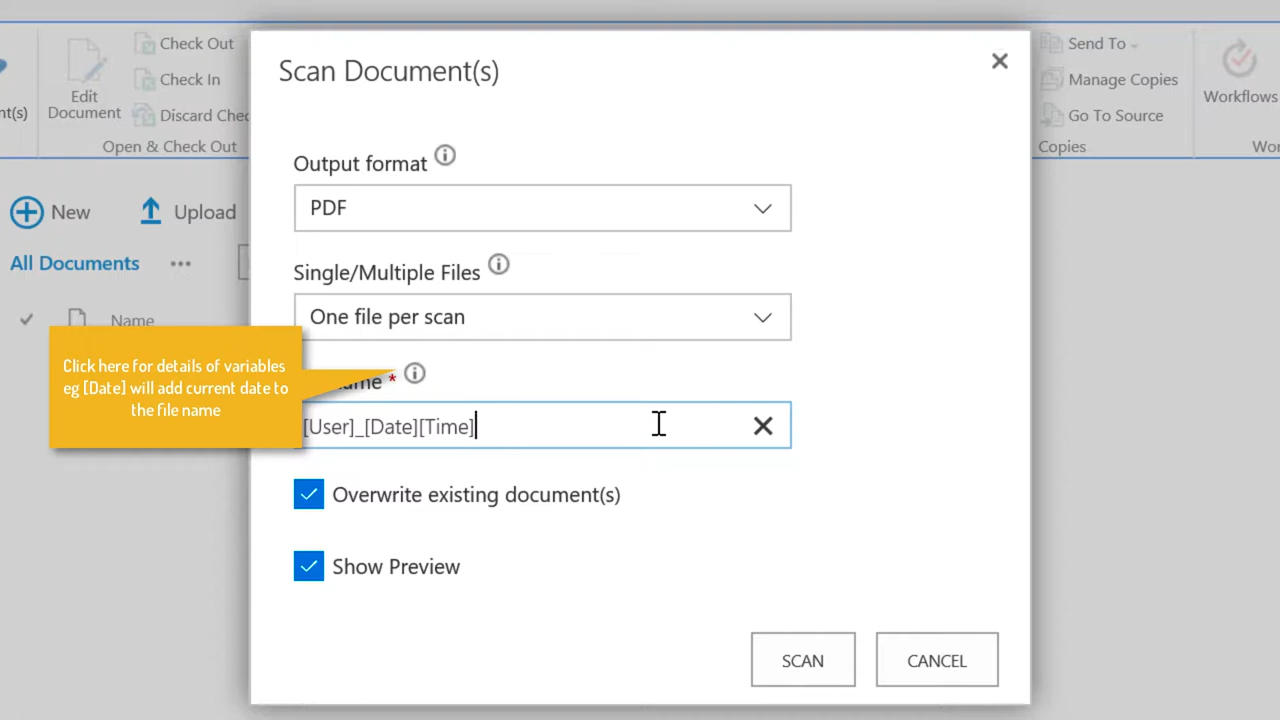 Check Out
Check In
Discard Chec
Edit
Document
nt(s)
Open & Check Out
New
Upload
All Documents
Name
Scan Document(s)
Output format
PDF
Single/Multiple Files
One file per scan
Click here for details of variables
eg [Date] will add current date to
the file name
ame *
[User]_[Date][Time]
Overwrite existing document(s)
Show Preview
SCAN
CANCEL
Send To
Manage Copies
Go To Source
Copies
Workflows
Wor